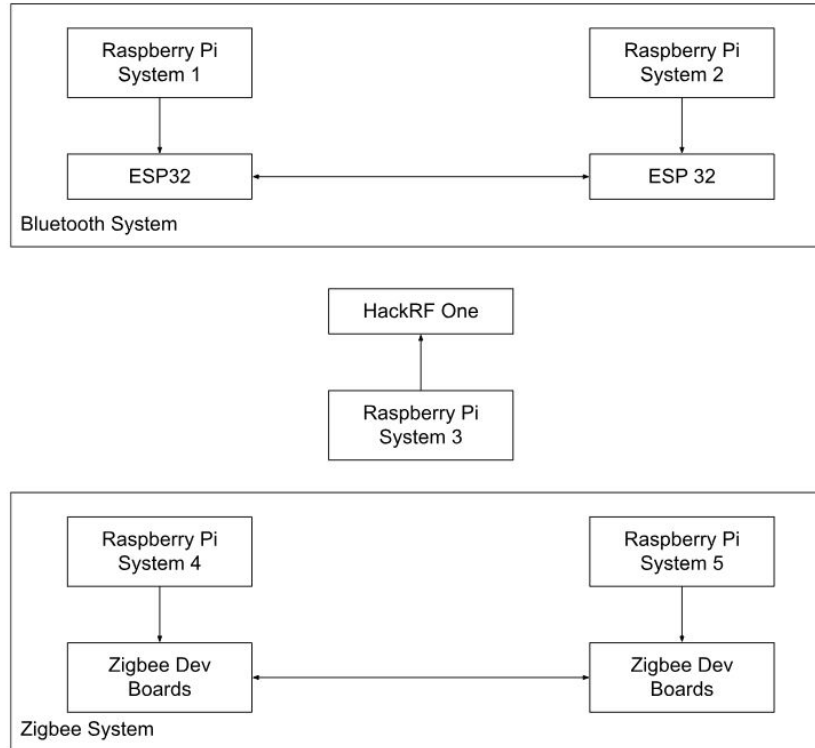 Raspberry Pi
System 1
Raspberry Pi
System 2
ESP32
ESP 32
Bluetooth System
HackRF One
Raspberry Pi
System 3
Raspberry Pi
System 4
Raspberry Pi
System 5
Zigbee Dev
Boards
Zigbee Dev
Boards
Zigbee System